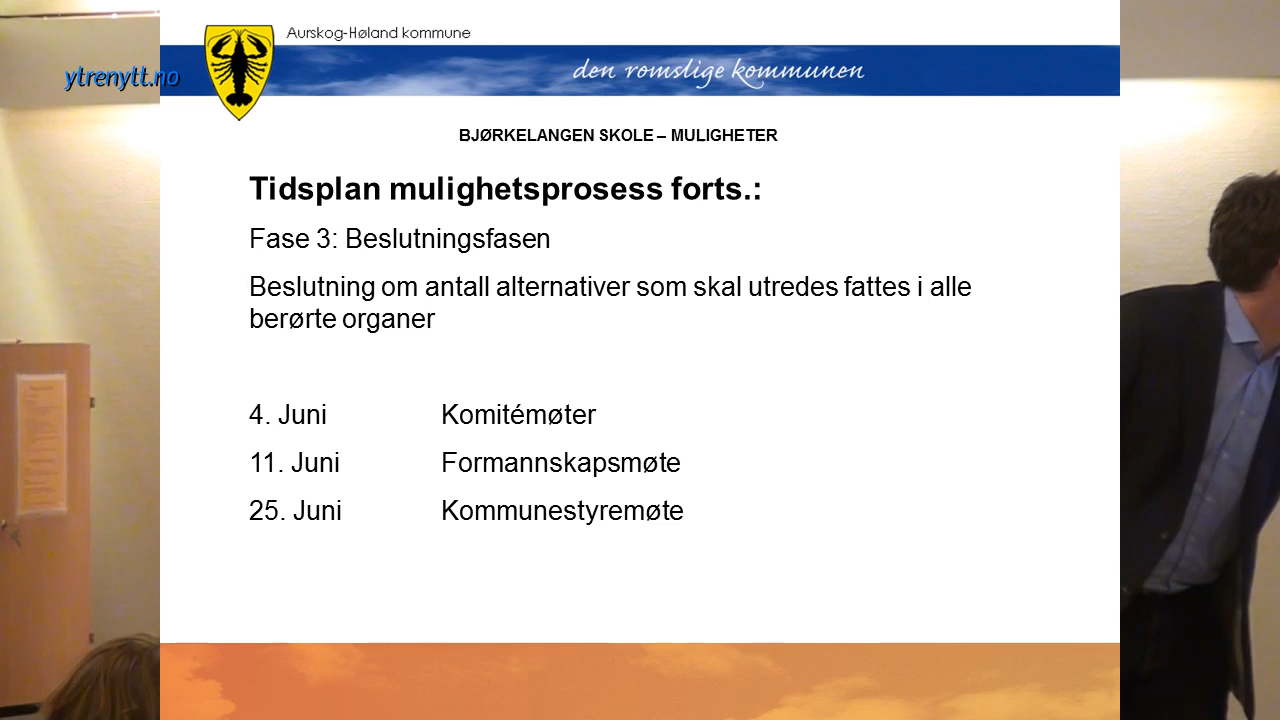 Aurskog-Høland kommune
ytrenytt.no
den romslige kommunen
BJØRKELANGEN SKOLE – MULIGHETER
Tidsplan mulighetsprosess forts.:
Fase 3: Beslutningsfasen
Beslutning om antall alternativer som skal utredes fattes i alle
berørte organer
4. Juni Komitémøter
11. Juni Formannskapsmøte
25. Juni Kommunestyremøte